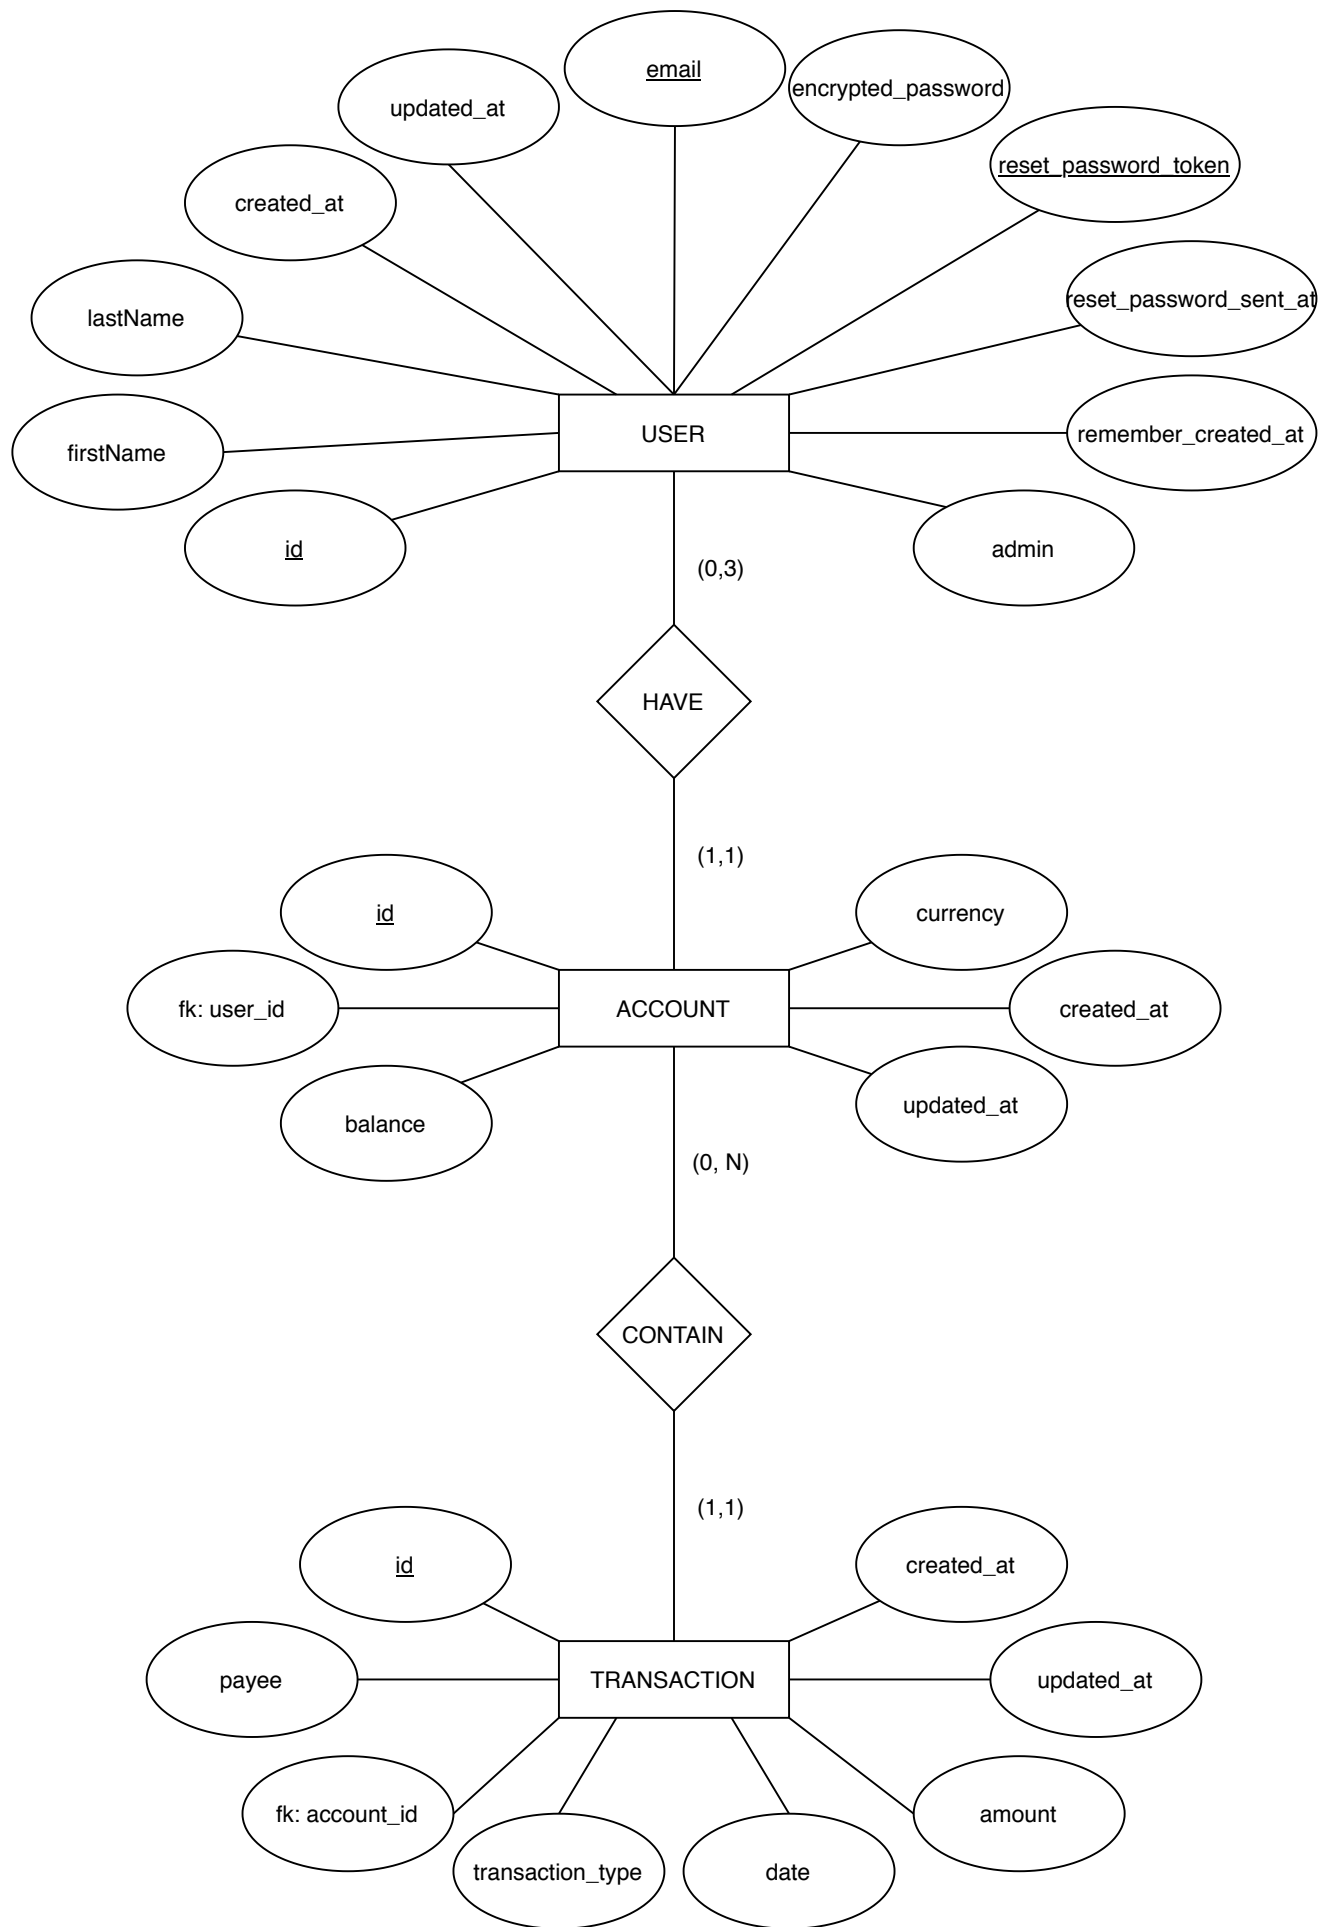 email
encrypted_password
updated_at
reset_password_token
created_at
reset_password_sent_at
lastName
USER
remember_created_at
firstName
id
admin
(0,3)
HAVE
(1,1)
id
currency
fk: user_id
ACCOUNT
created_at
balance
updated_at
(0, N)
CONTAIN
(1,1)
id
created_at
payee
TRANSACTION
updated_at
fk: account_id
amount
transaction_type
date